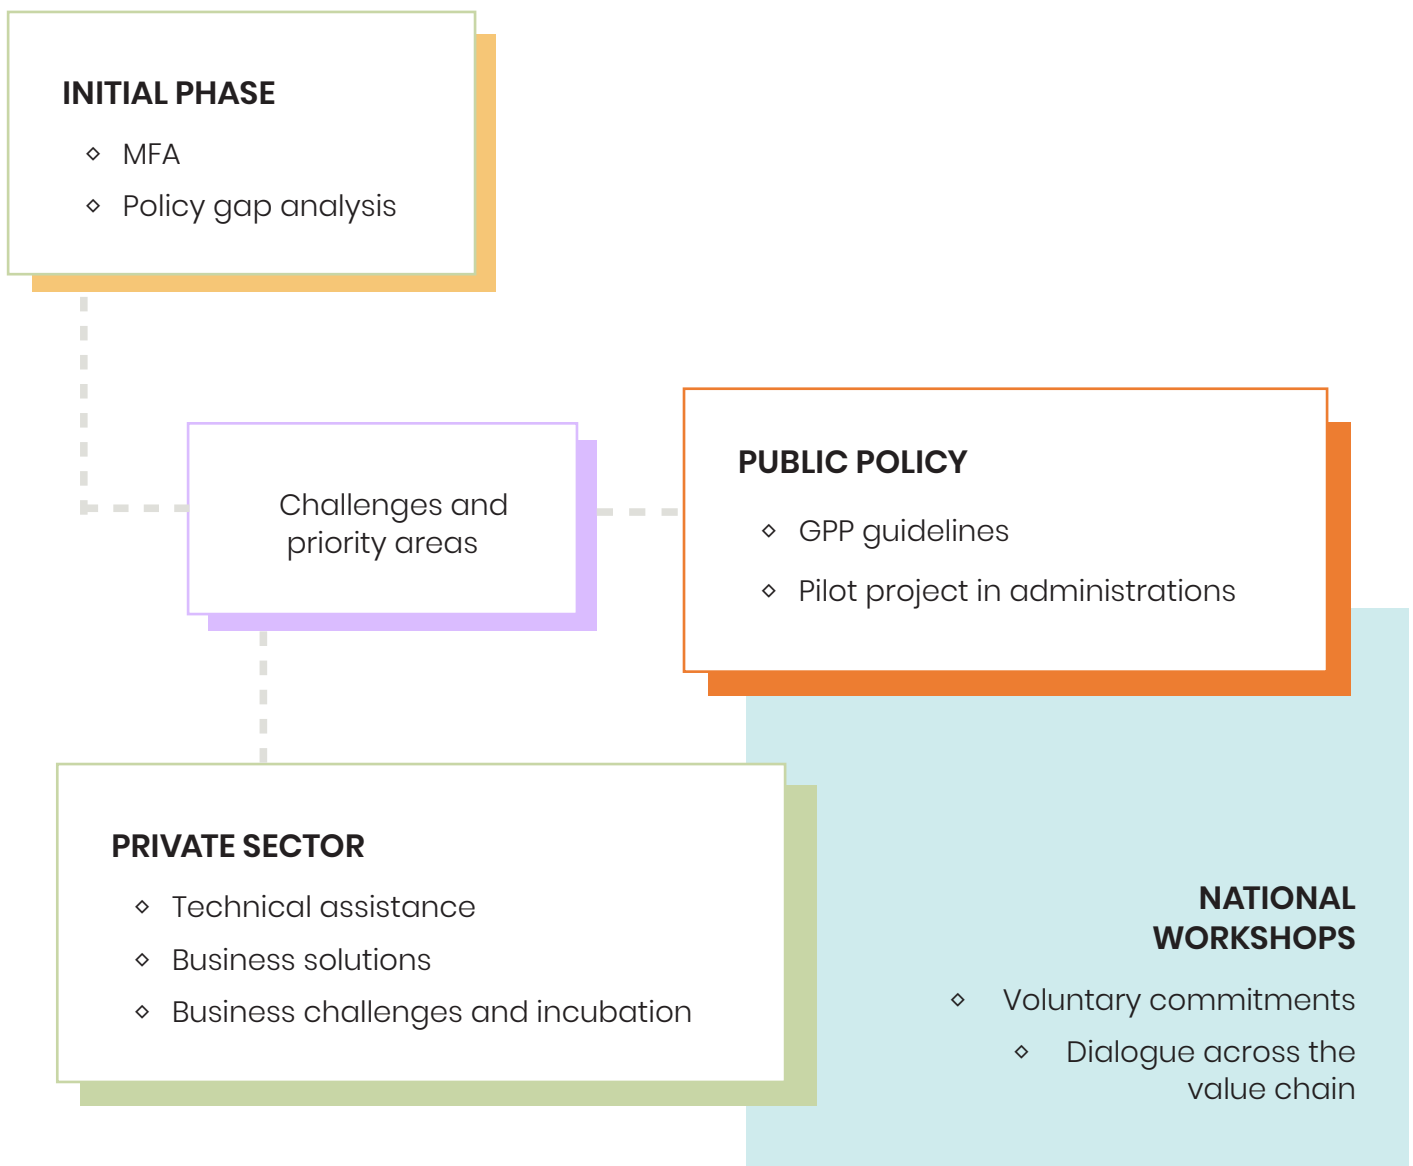 INITIAL PHASE
MFA
Policy gap analysis
Challenges and
priority areas
PUBLIC POLICY
GPP guidelines
Pilot project in administrations
PRIVATE SECTOR
Technical assistance
Business solutions
Business challenges and incubation
NATIONAL
WORKSHOPS
Voluntary commitments
Dialogue across the
value chain